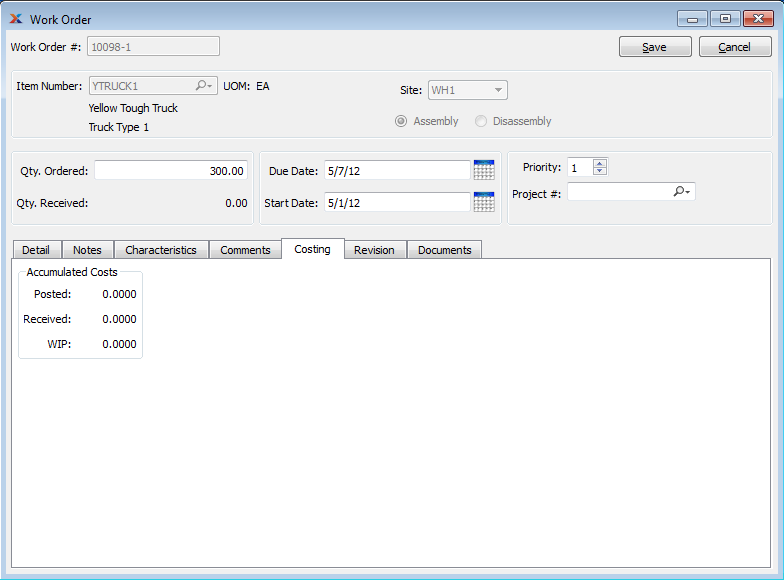 Work Order
Work Order #: 10098-1 Save Cancel
Item Number: YTRUCK1 UOM: EA Site: WH1
Yellow Tough Truck
Truck Type 1 Assembly Disassembly
Qty. Ordered: 300.00 Due Date: 5/7/12 Priority: 1
Qty. Received: 0.00 Start Date: 5/1/12 Project #:
Detail Notes Characteristics Comments Costing Revision Documents
Accumulated Costs
Posted: 0.0000
Received: 0.0000
WIP: 0.0000